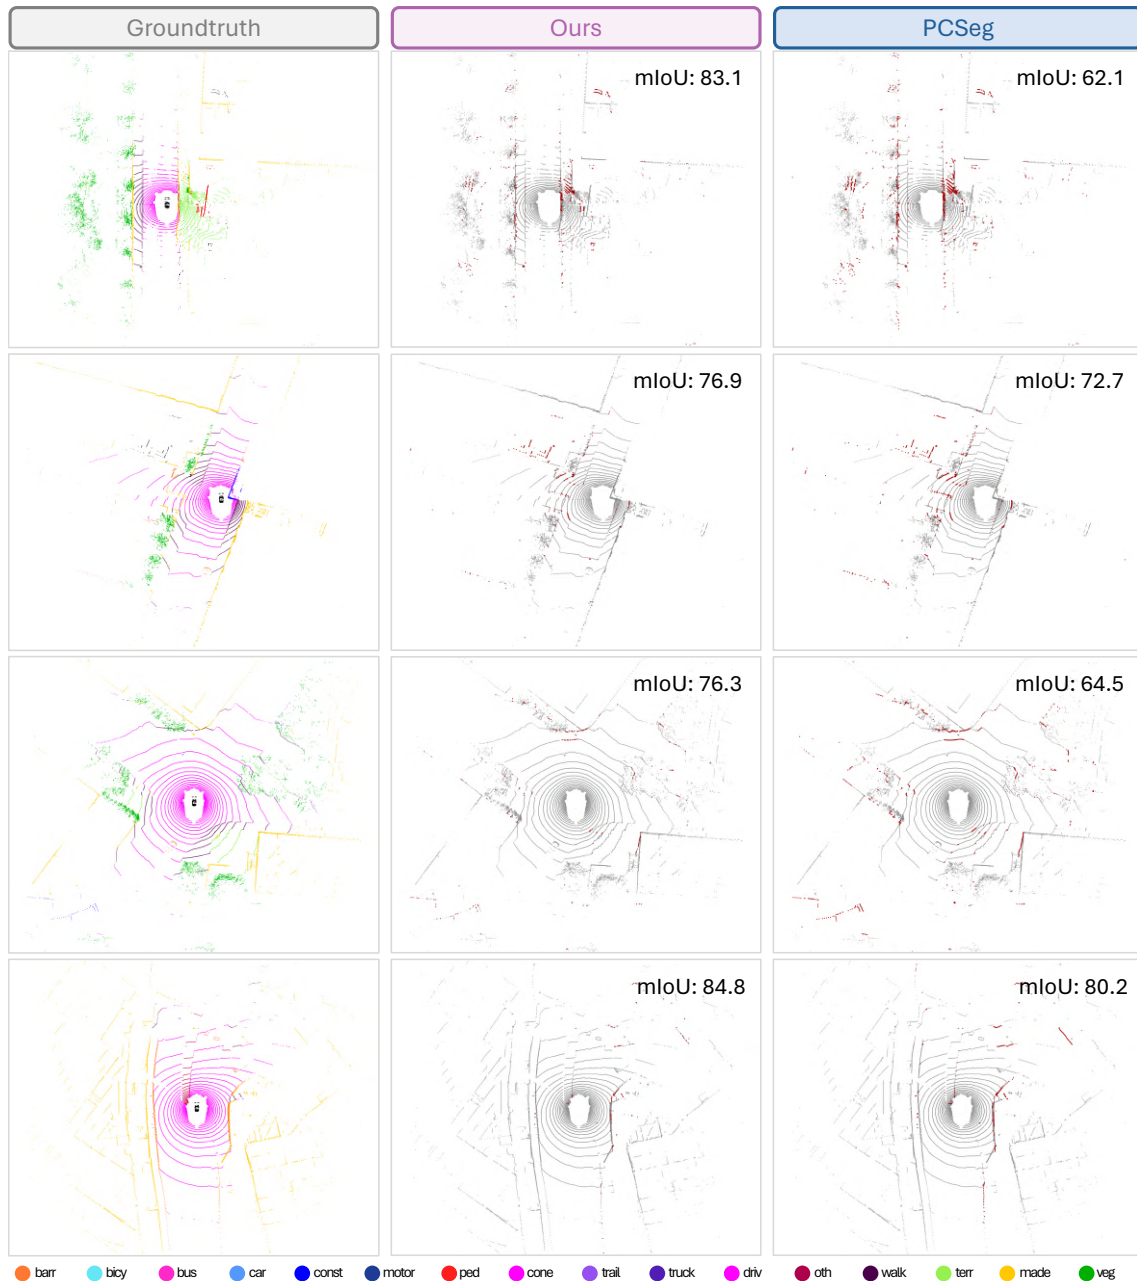 Groundtruth Ours PCSeg
mIoU: 83.1 mIoU: 62.1
mIoU: 76.9 mIoU: 72.7
mIoU: 76.3 mIoU: 64.5
mIoU: 84.8 mIoU: 80.2
barr bicy bus car const motor ped cone trail truck driv oth walk terr made veg